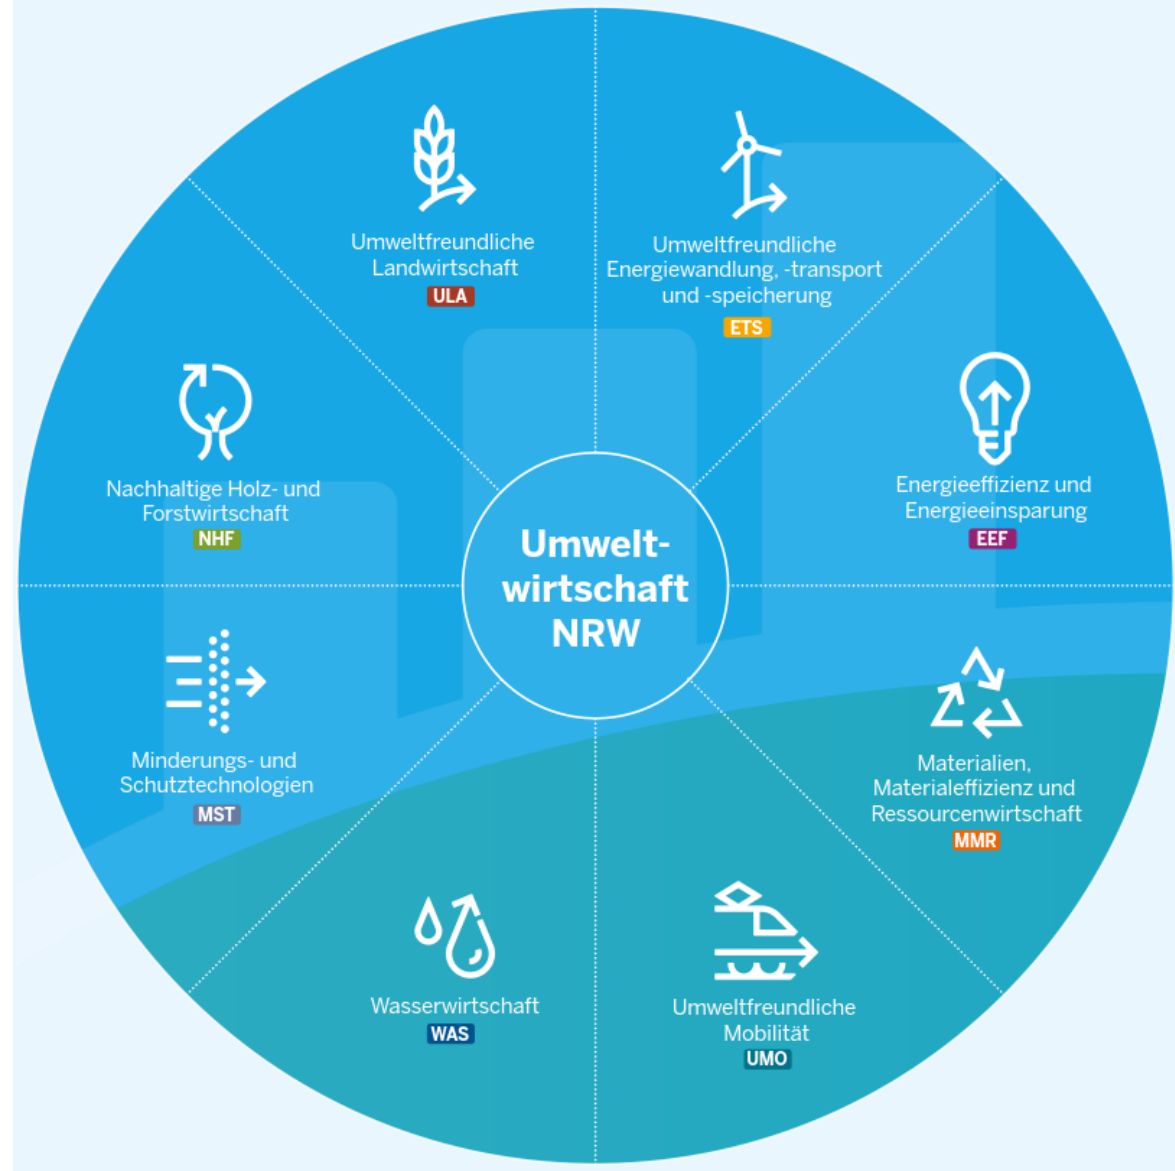 Umweltfreundliche
Landwirtschaft
ULA
Umweltfreundliche
Energiewandlung, -transport
und -speicherung
ETS
Nachhaltige Holz- und
Forstwirtschaft
NHF
Energieeffizienz und
Energieeinsparung
EEF
Umwelt-
wirtschaft
NRW
Minderungs- und
Schutztechnologien
MST
Materialien,
Materialeffizienz und
Ressourcenwirtschaft
MMR
Wasserwirtschaft
WAS
Umweltfreundliche
Mobilität
UMO